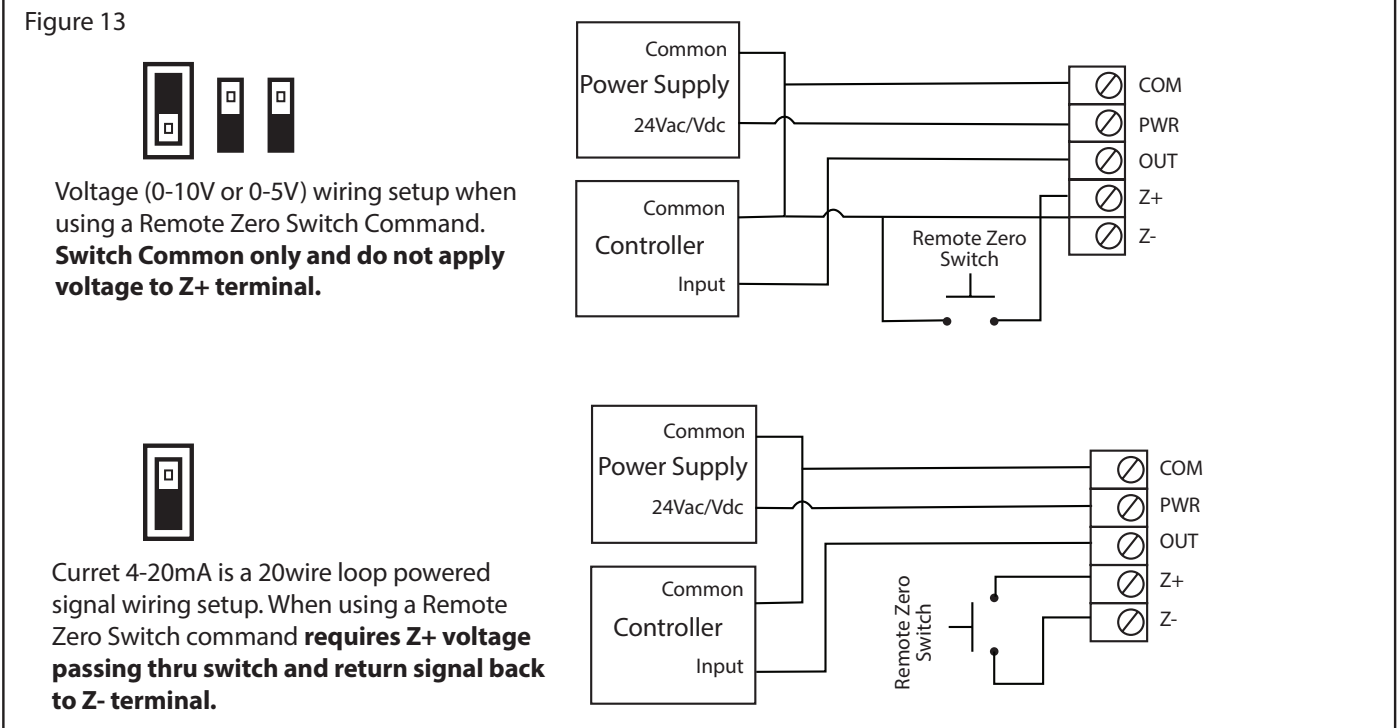 Figure 13
Voltage (0-10V or 0-5V) wiring setup when
using a Remote Zero Switch Command.
Switch Common only and do not apply
voltage to Z+ terminal.
Common
Power Supply
24Vac/Vdc
Common
Controller
Input
Remote Zero
Switch
COM
PWR
OUT
Z+
Z-
Curret 4-20mA is a 20wire loop powered
signal wiring setup. When using a Remote
Zero Switch command requires Z+ voltage
passing thru switch and return signal back
to Z- terminal.
Common
Power Supply
24Vac/Vdc
Common
Controller
Input
Remote Zero
Switch
COM
PWR
OUT
Z+
Z-